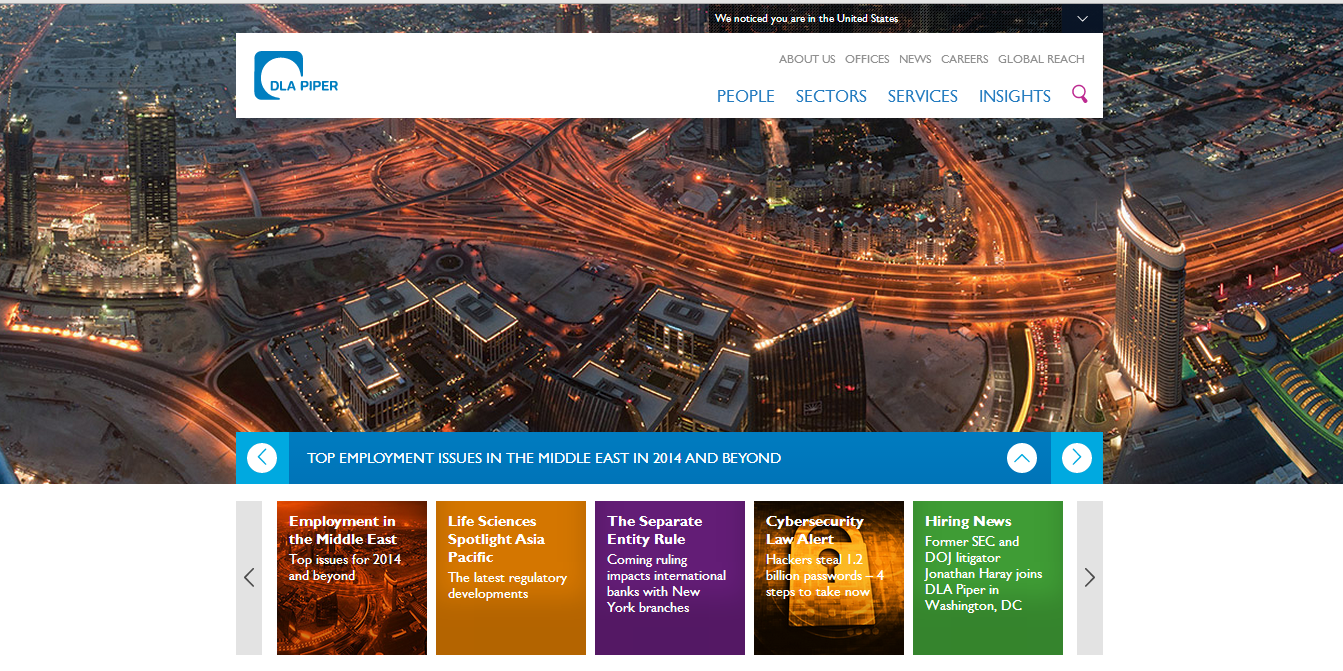 We noticed you are in the United States
DLA PIPER
ABOUT US OFFICES NEWS CAREERS GLOBAL REACH
PEOPLE SECTORS SERVICES INSIGHTS
TOP EMPLOYMENT ISSUES IN THE MIDDLE EAST IN 2014 AND BEYOND
Employment in
the Middle East
Top issues for 2014
and beyond
Life Sciences
Spotlight Asia
Pacific
The latest regulatory
developments
The Separate
Entity Rule
Coming ruling
impacts international
banks with New
York branches
Cybersecurity
Law Alert
Hackers steal 1.2
billion passwords – 4
steps to take now
Hiring News
Former SEC and
DOJ litigator
Jonathan Haray joins
DLA Piper in
Washington, DC